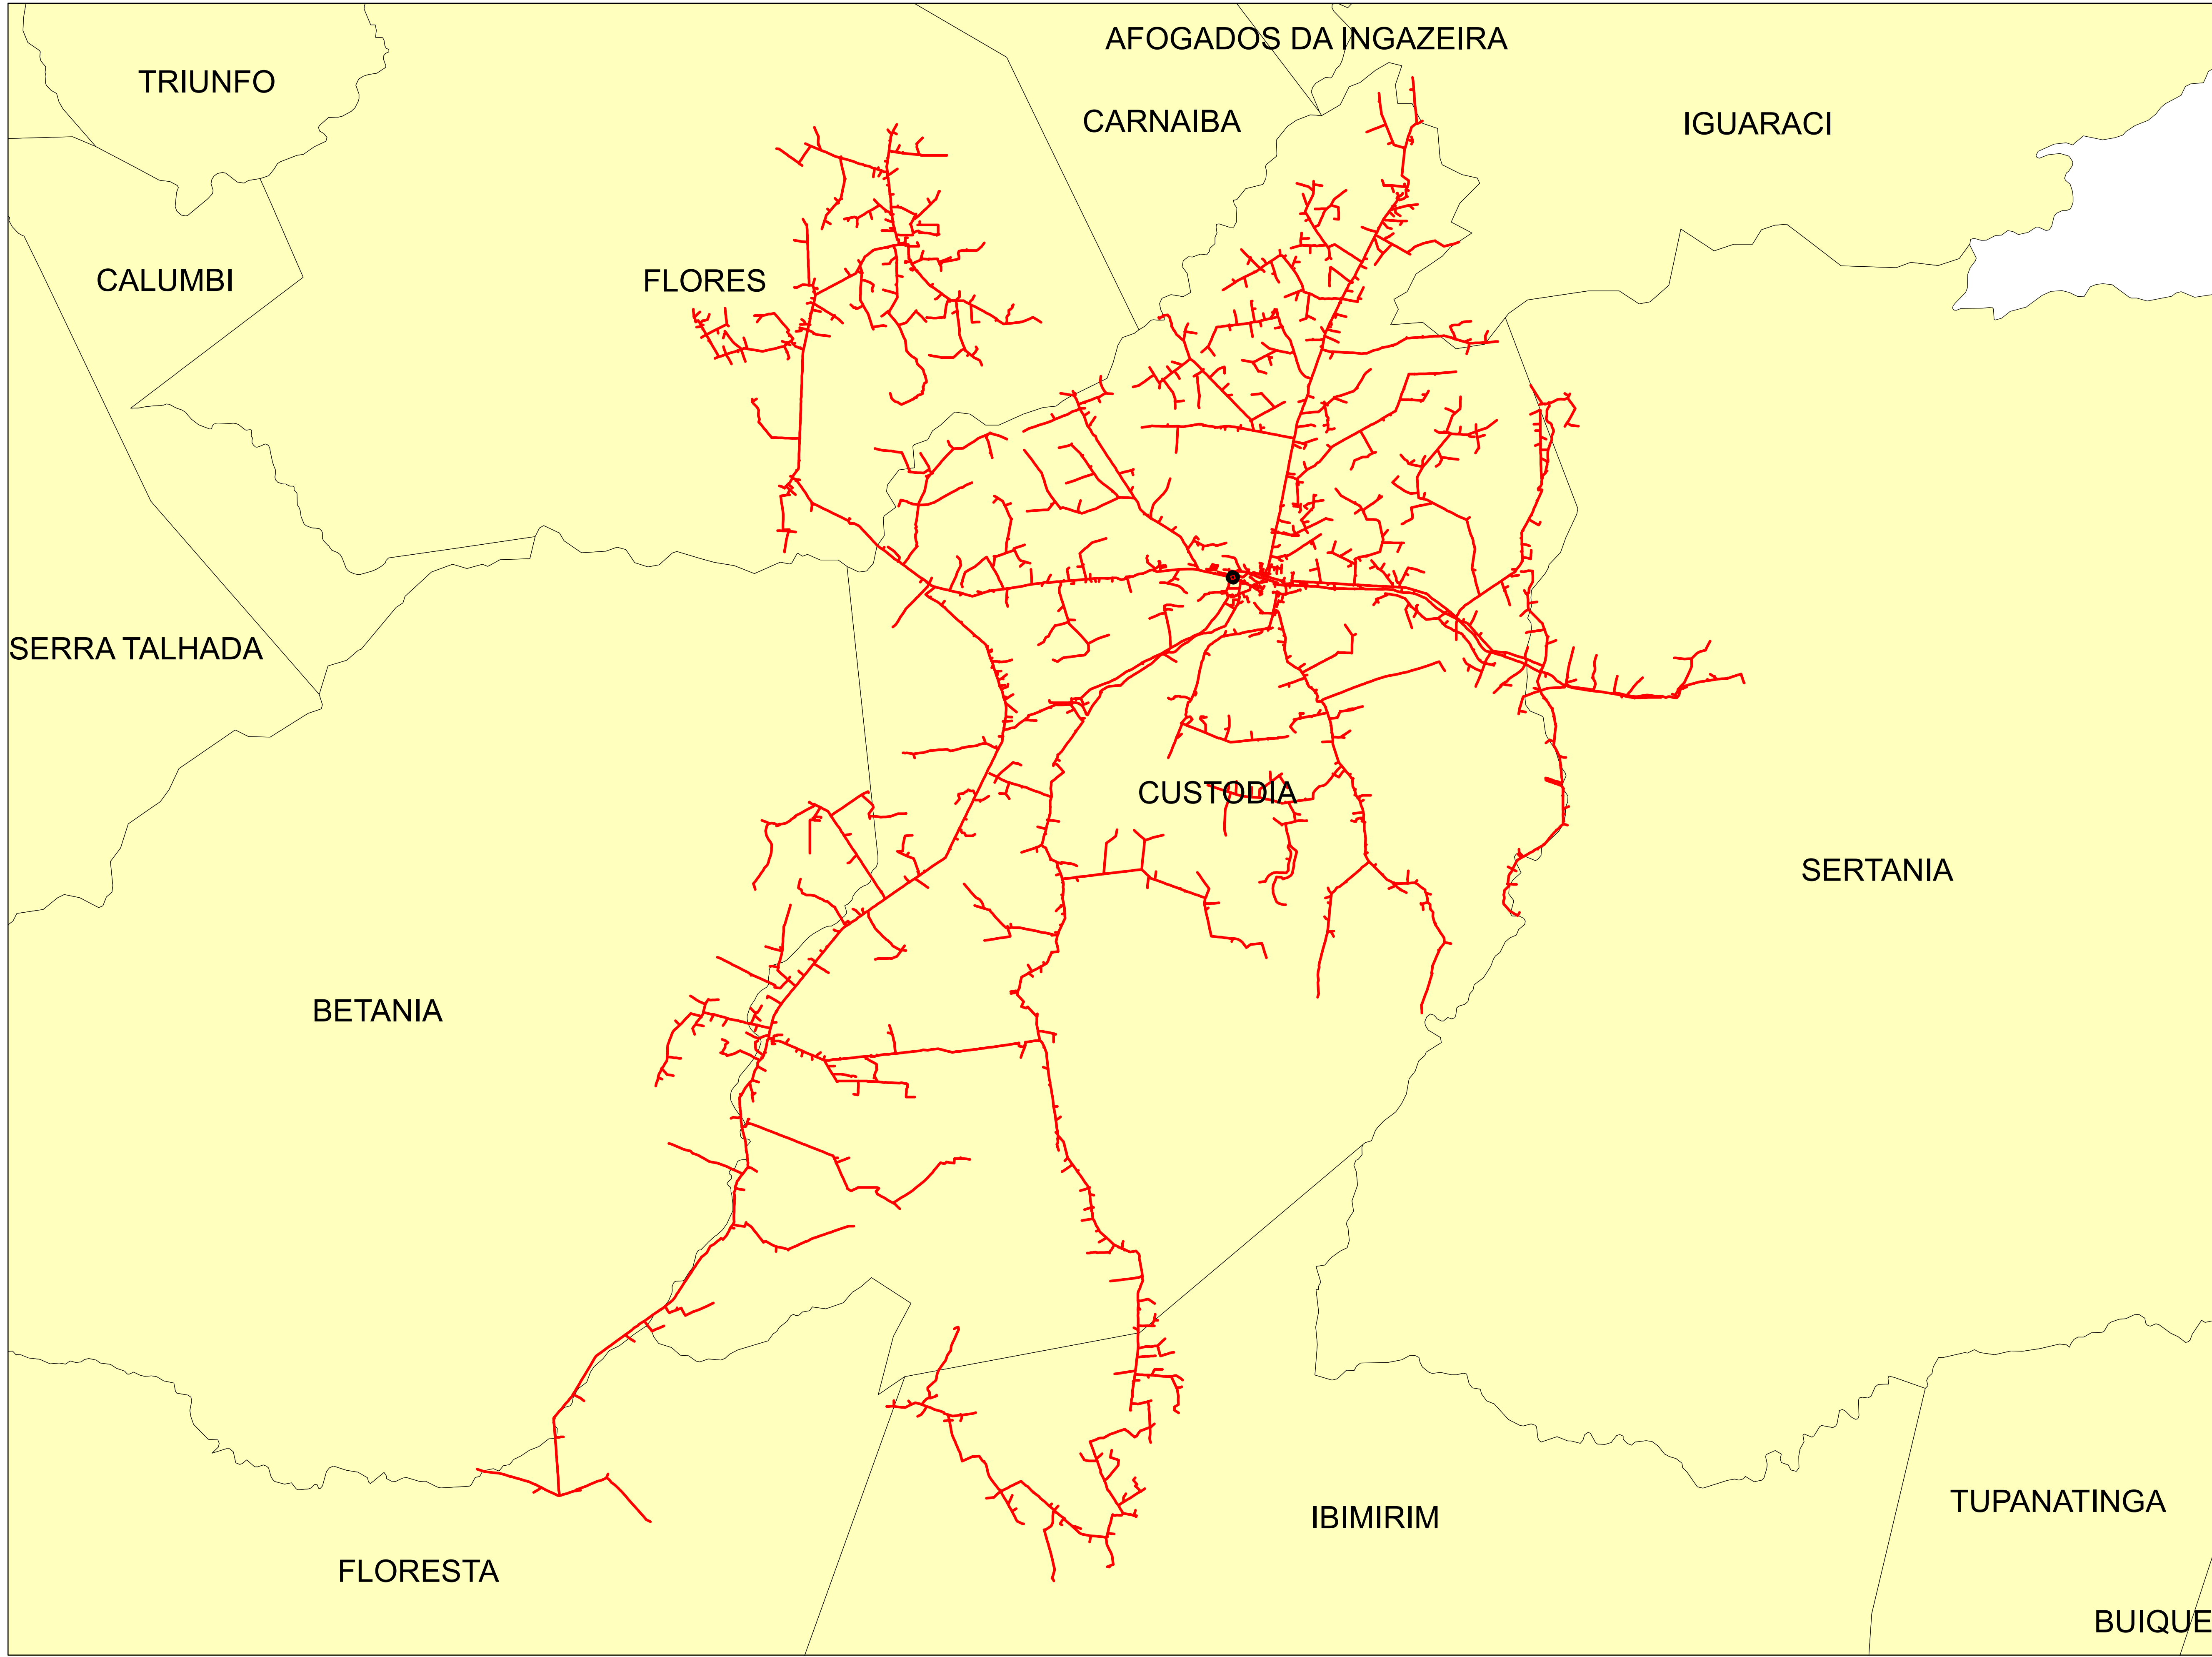 AFOGADOS DA INGAZEIRA
TRIUNFO
CARNAIBA
IGUARACI
CALUMBI
FLORES
SERRA TALHADA
CUSTODIA
SERTANIA
BETANIA
TUPANATINGA
IBIMIRIM
FLORESTA
BUIQUE